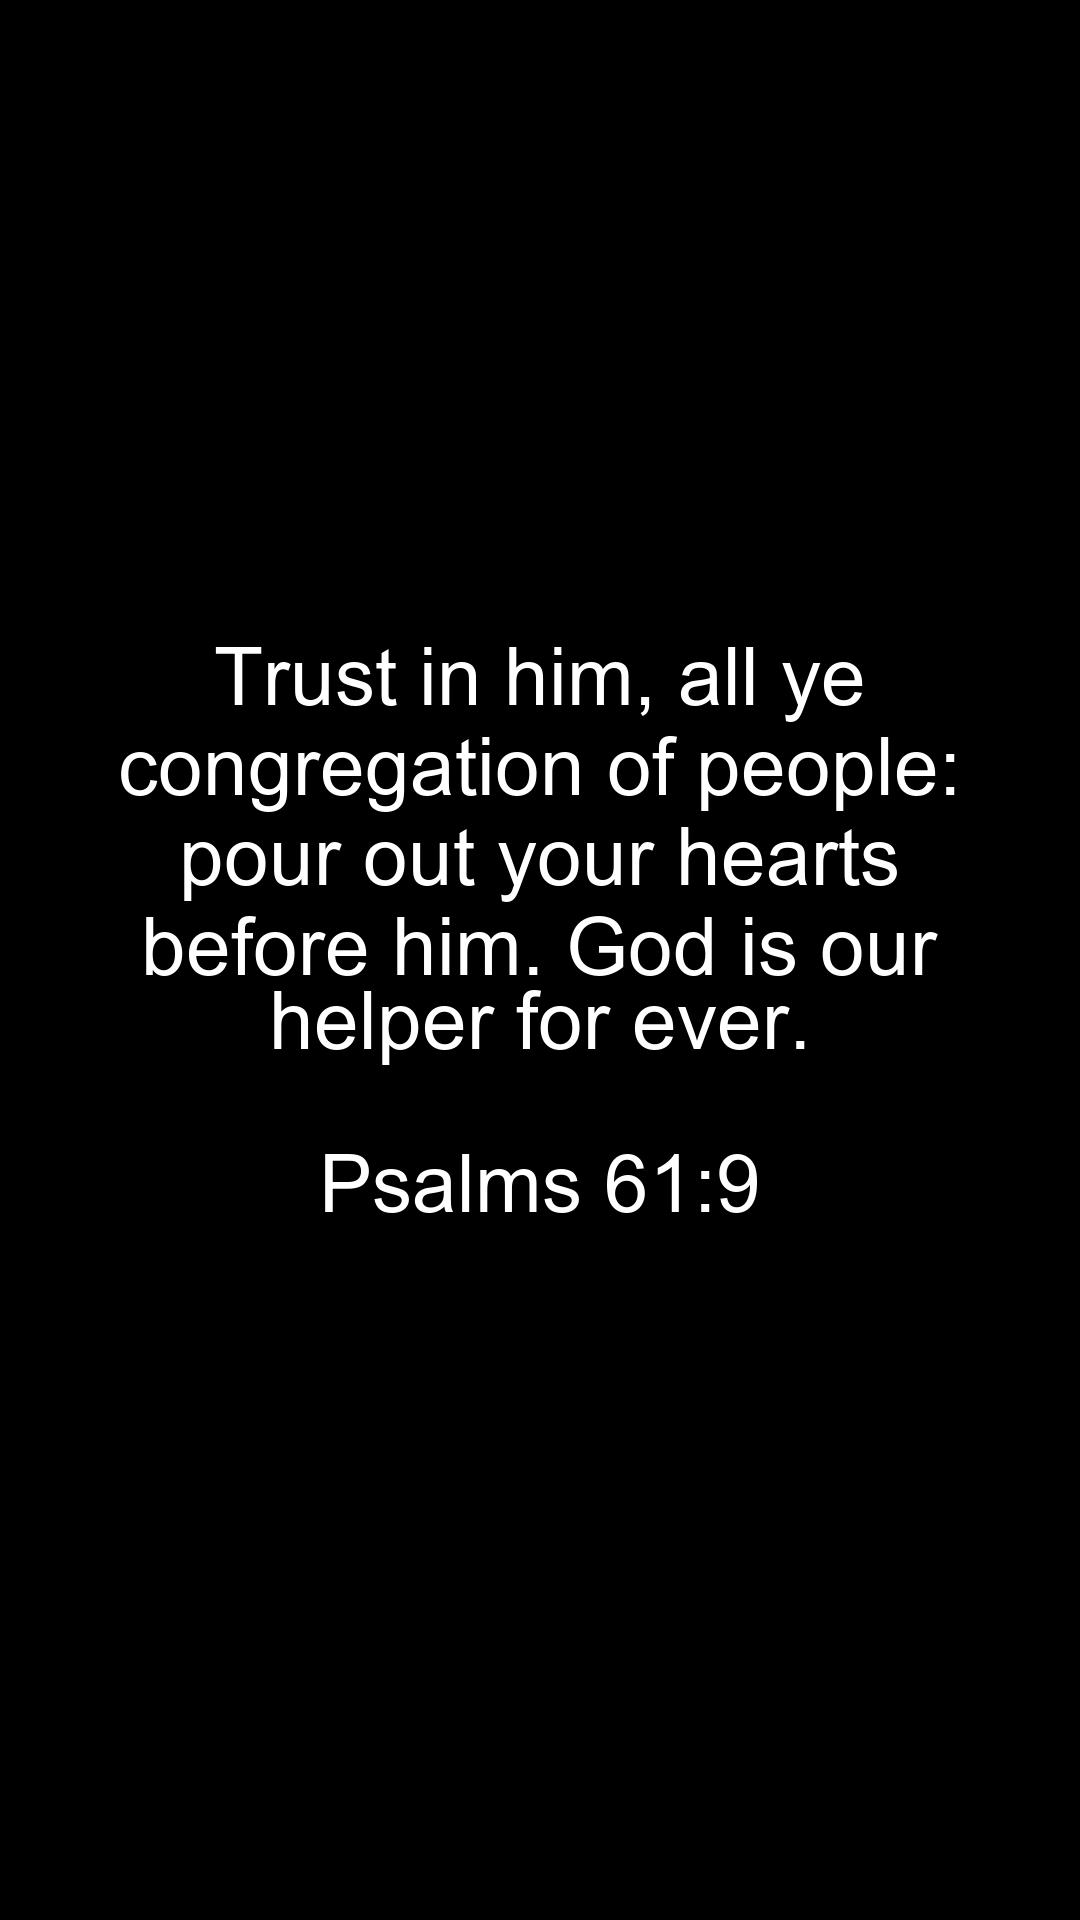 Trust in him, all ye
congregation of people:
pour out your hearts
before him. God is our
helper for ever.
Psalms 61:9